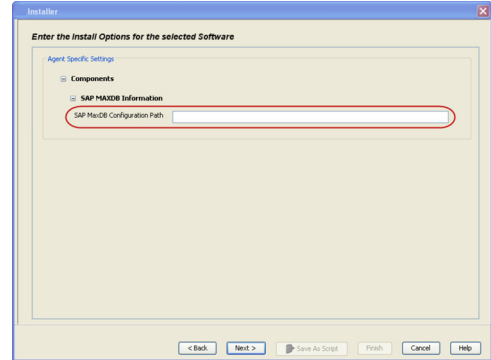 Installer
Enter the Install Options for the selected Software
Agent Specific Settings
Components
SAP MAXDB Information
SAP MaxDB Configuration Path
< Back Next > Save As Script Finish Cancel Help